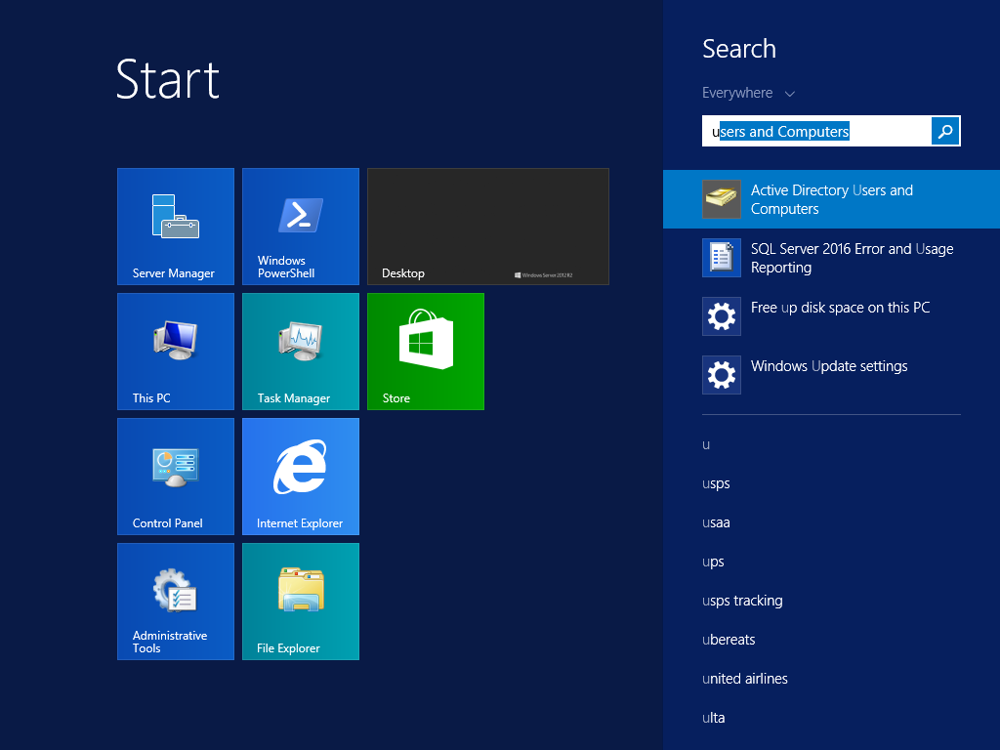 Start
Server Manager
Windows
PowerShell
Desktop
Windows Server 2012 R2
This PC
Task Manager
Store
Control Panel
Internet Explorer
Administrative
Tools
File Explorer
Search
Everywhere
users and Computers
Active Directory Users and
Computers
SQL Server 2016 Error and Usage
Reporting
Free up disk space on this PC
Windows Update settings
u
usps
usaa
ups
usps tracking
ubereats
united airlines
ulta